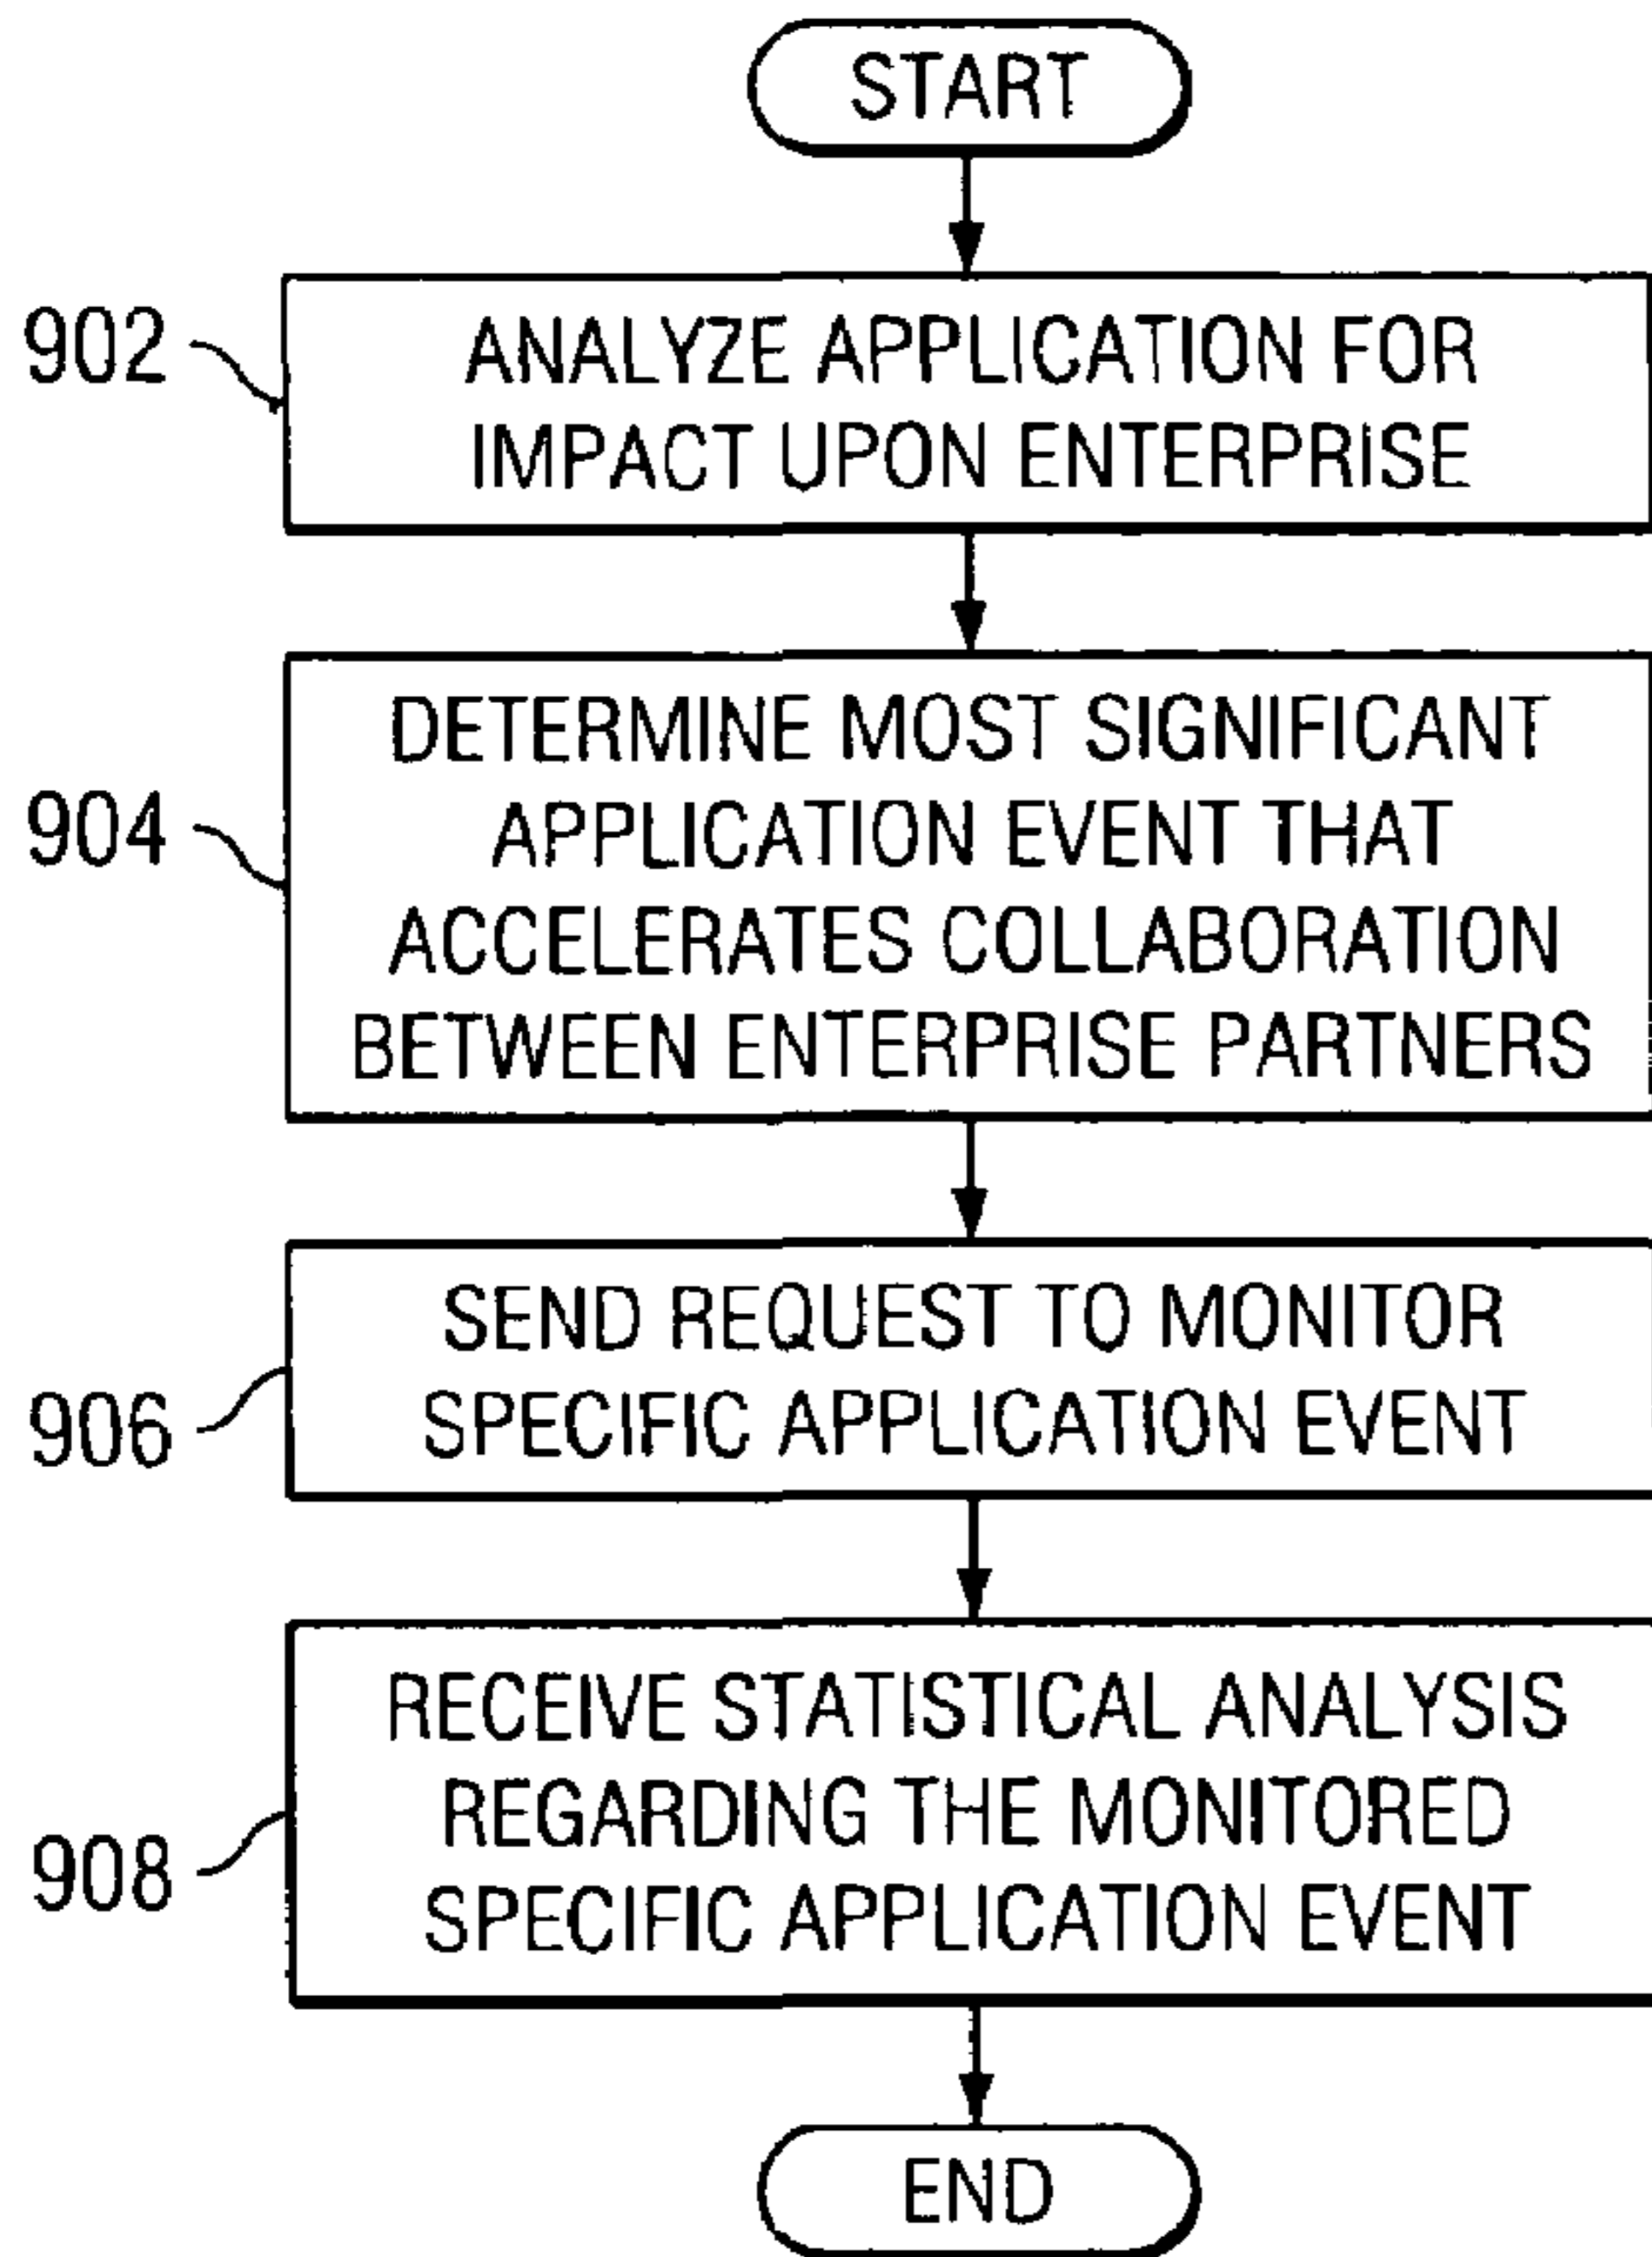 START
902
ANALYZE APPLICATION FOR
IMPACT UPON ENTERPRISE
904
DETERMINE MOST SIGNIFICANT
APPLICATION EVENT THAT
ACCELERATES COLLABORATION
BETWEEN ENTERPRISE PARTNERS
906
SEND REQUEST TO MONITOR
SPECIFIC APPLICATION EVENT
908
RECEIVE STATISTICAL ANALYSIS
REGARDING THE MONITORED
SPECIFIC APPLICATION EVENT
END